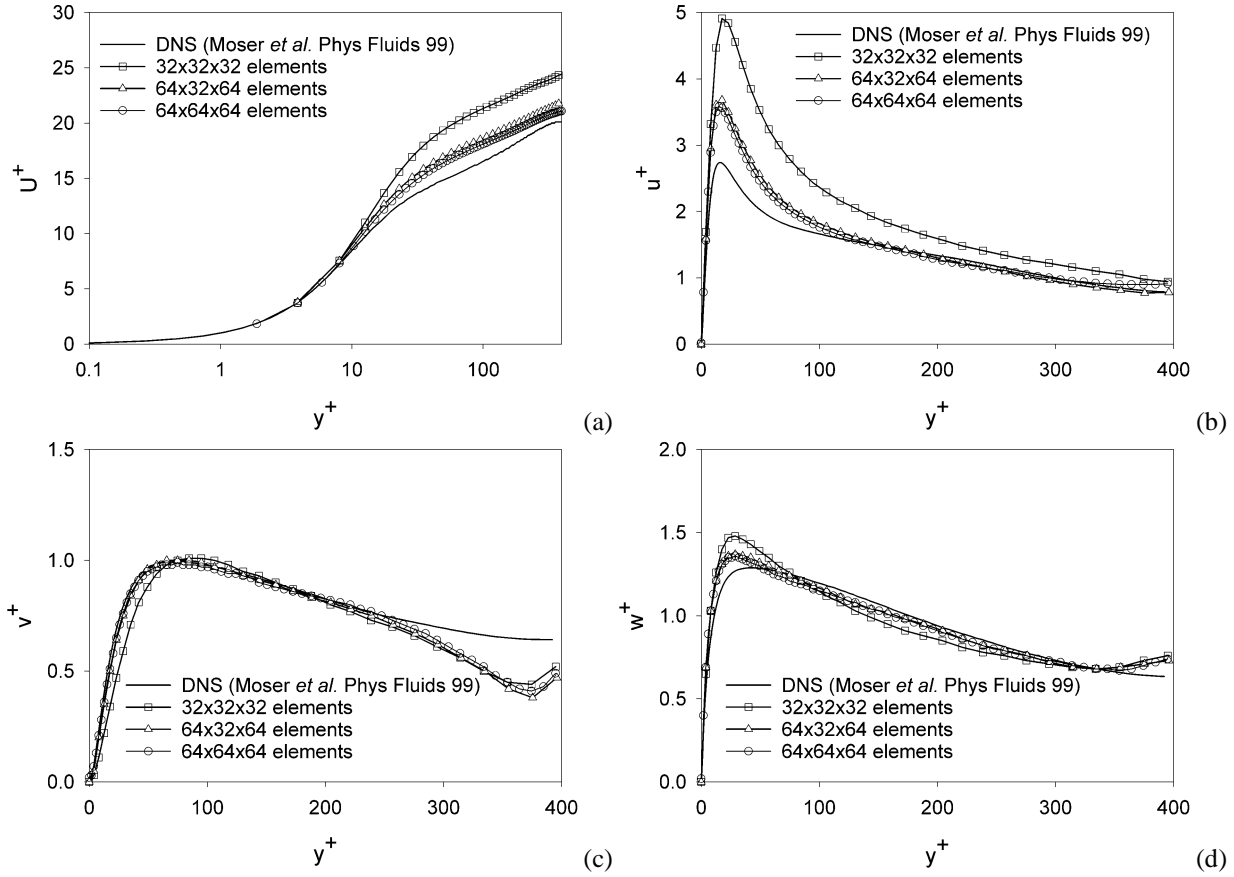 30
25
20
15
10
5
0
U+
DNS (Moser et al. Phys Fluids 99)
32x32x32 elements
64x32x64 elements
64x64x64 elements
0.1
1
10
100
y+
(a)
5
4
3
2
1
0
u+
DNS (Moser et al. Phys Fluids 99)
32x32x32 elements
64x32x64 elements
64x64x64 elements
0
100
200
300
400
y+
(b)
1.5
1.0
0.5
0.0
v+
DNS (Moser et al. Phys Fluids 99)
32x32x32 elements
64x32x64 elements
64x64x64 elements
0
100
200
300
400
y+
(c)
2.0
1.5
1.0
0.5
0.0
w+
DNS (Moser et al. Phys Fluids 99)
32x32x32 elements
64x32x64 elements
64x64x64 elements
0
100
200
300
400
y+
(d)